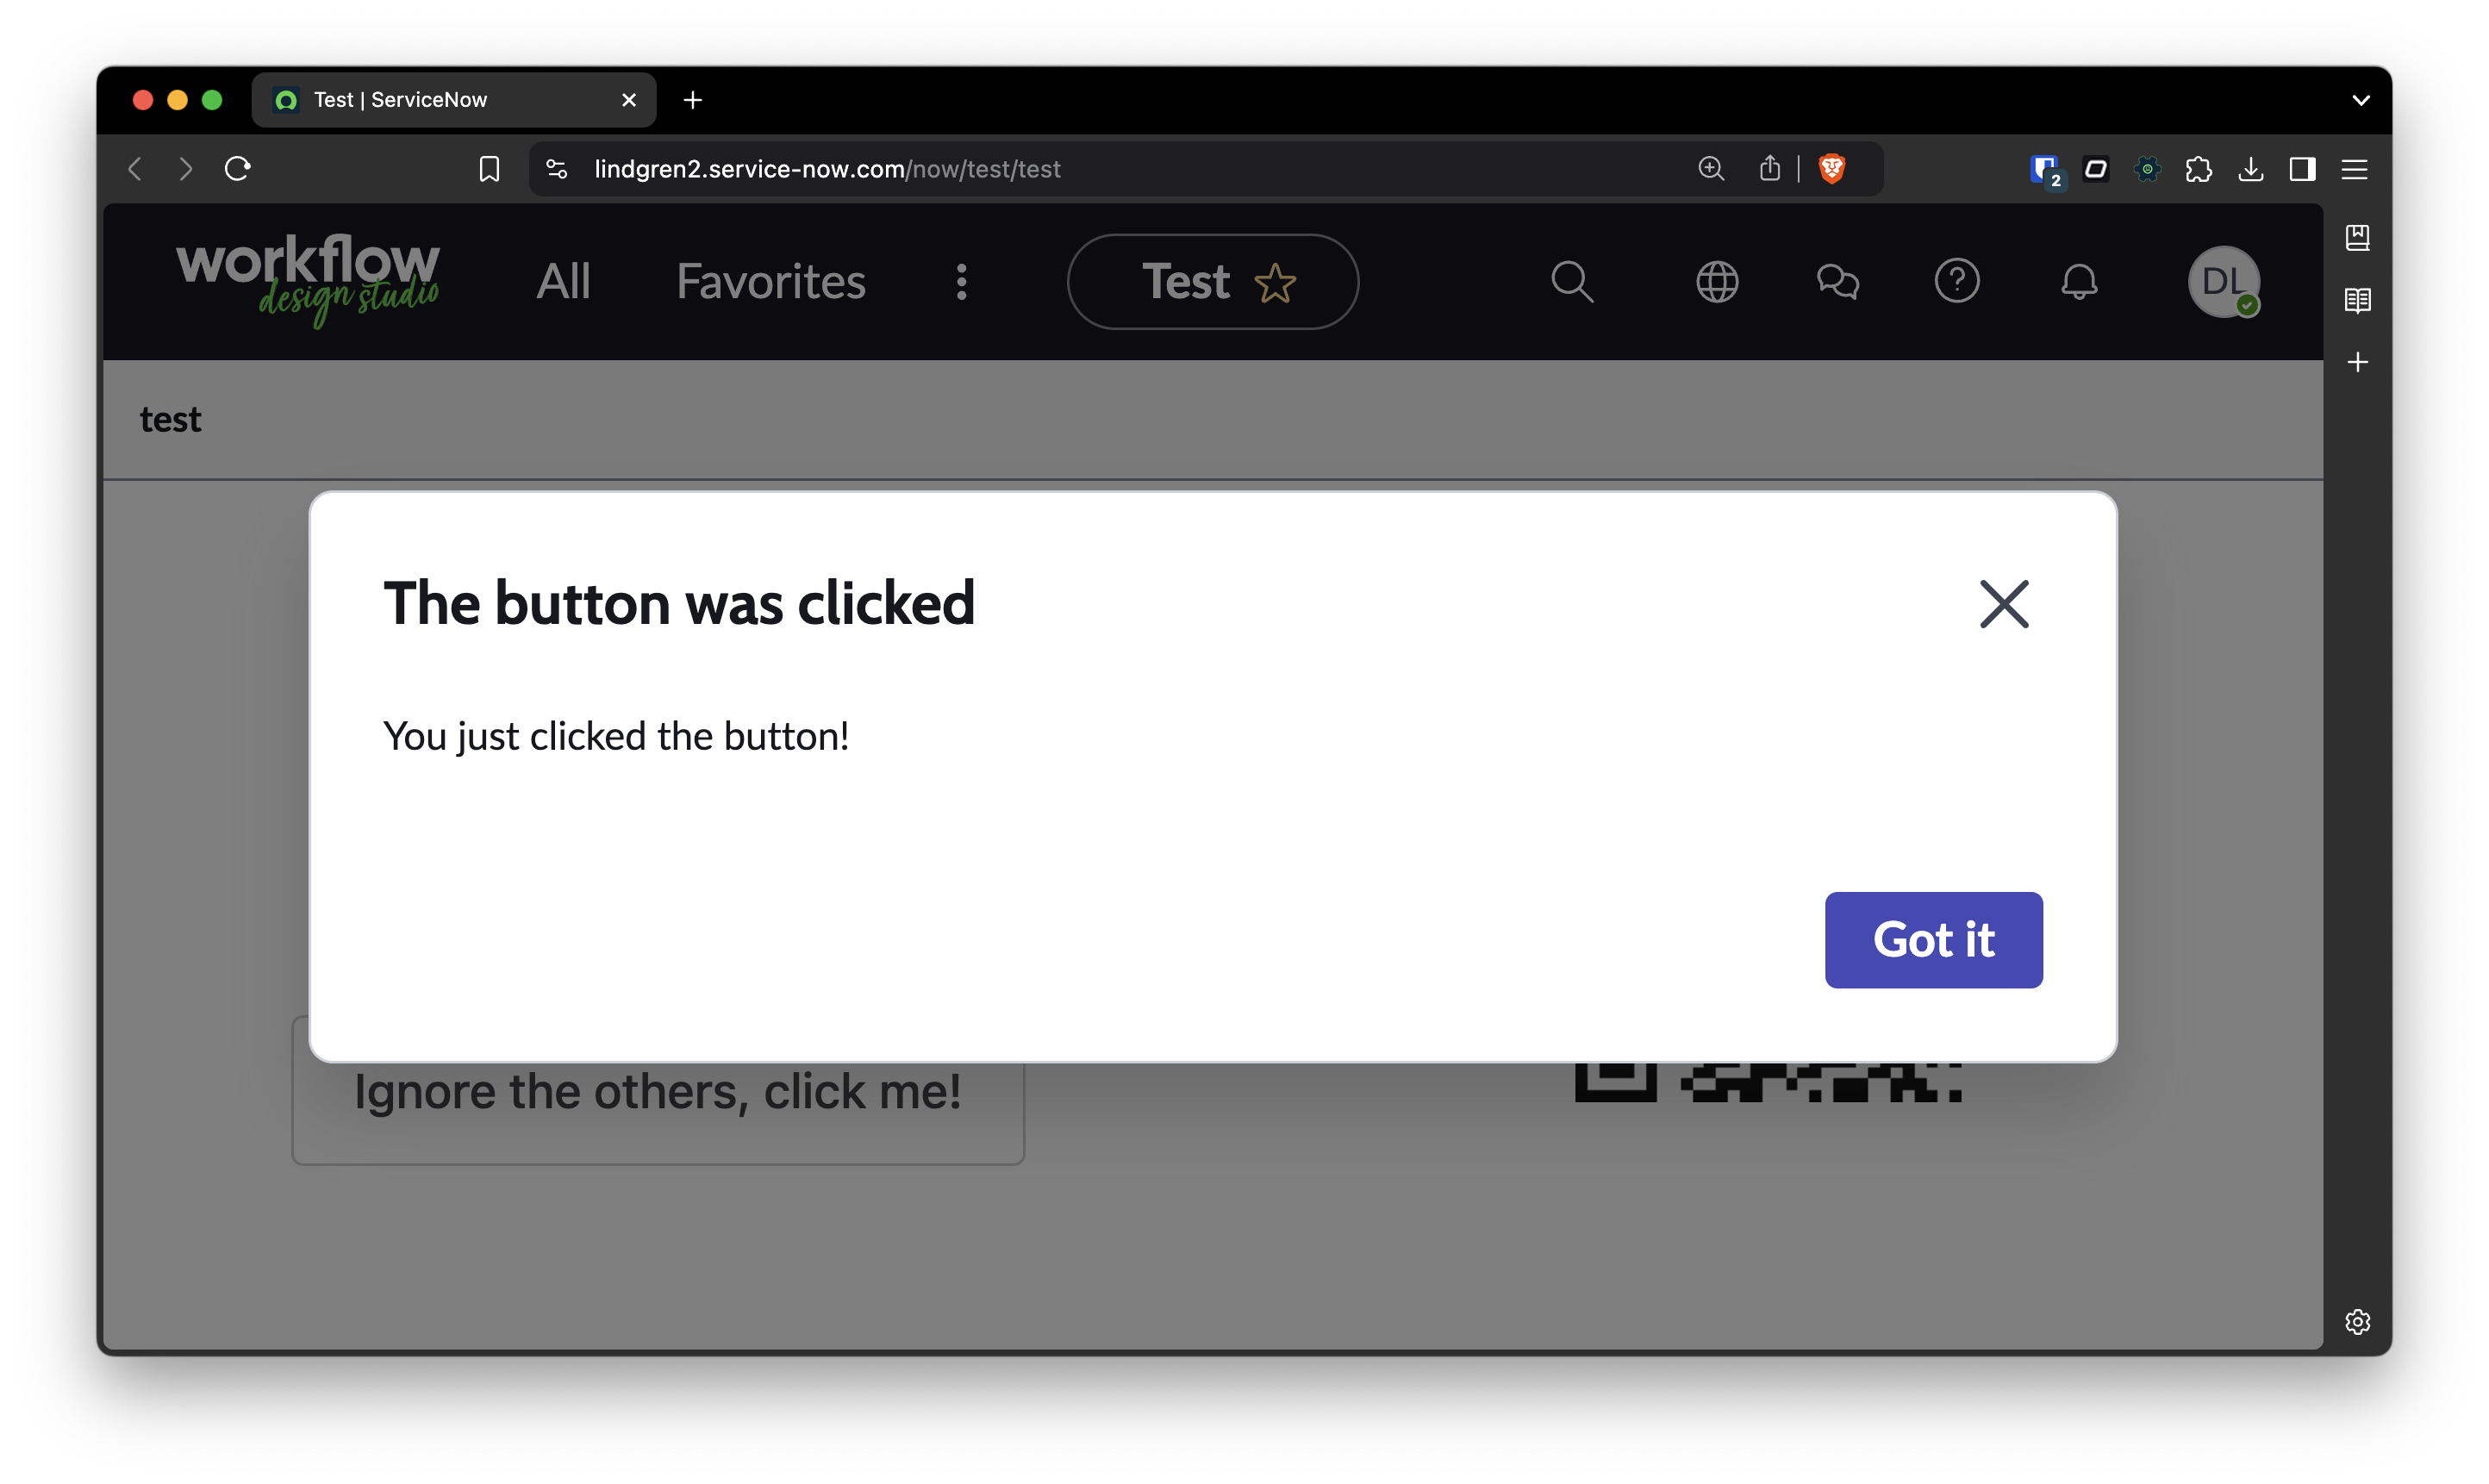 Test | ServiceNow
lindgren2.service-now.com/now/test/test
2
workflow
design studio
All
Favorites
Test
DL
test
The button was clicked
You just clicked the button!
Got it
Ignore the others, click me!